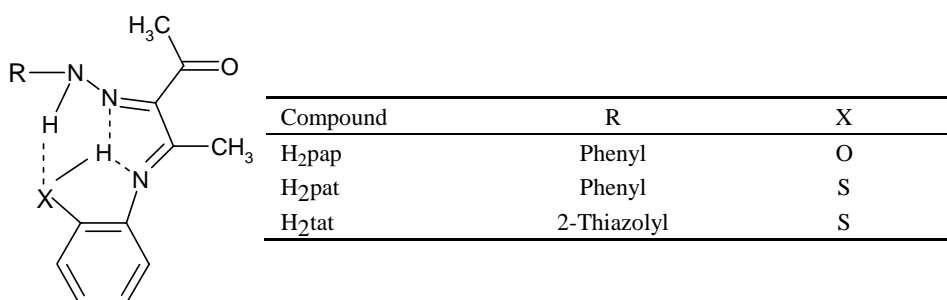 H3C
R
N
O
N
H
H
CH3
N
X
Compound R X
H2pap Phenyl O
H2pat Phenyl S
H2tat 2-Thiazolyl S